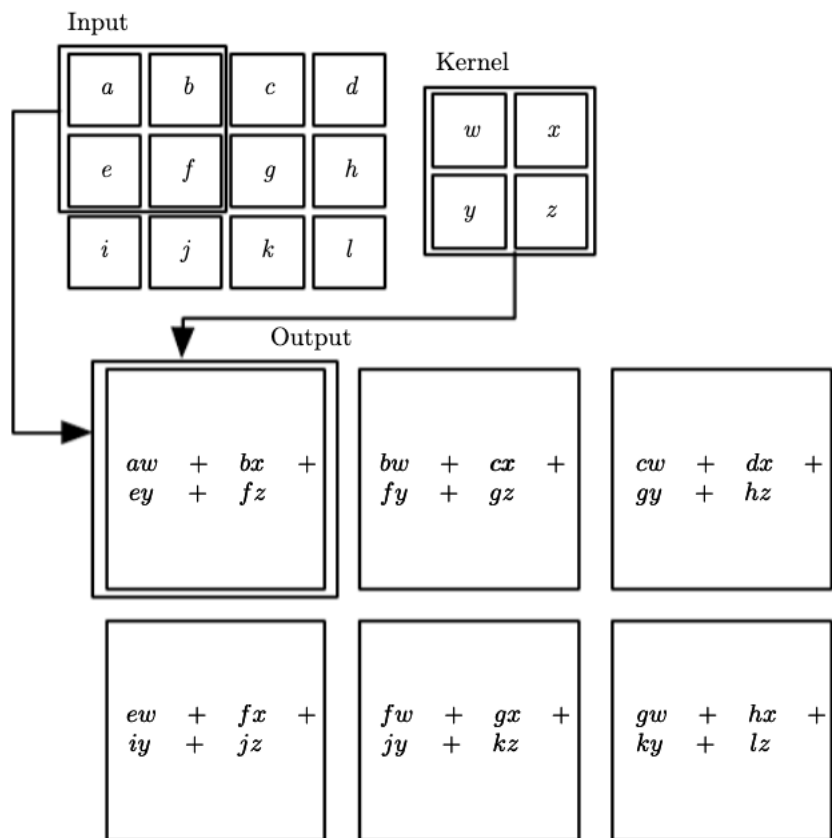 Input
Kernel
a b c d
w x
e f g h
y z
i j k l
Output
aw + bx +
ey + fz
bw + cx +
fy + gz
cw + dx +
gy + hz
ew + fx +
iy + jz
fw + gx +
jy + kz
gw + hx +
ky + lz